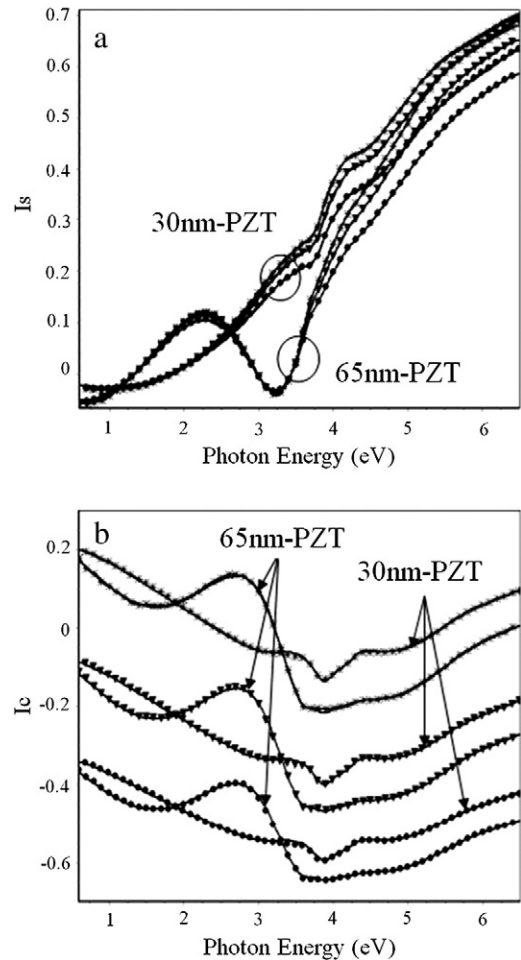 a
0.7
0.6
0.5
0.4
0.3
0.2
0.1
0
Is
30nm-PZT
65nm-PZT
1 2 3 4 5 6
Photon Energy (eV)
b
0.2
0
-0.2
-0.4
-0.6
Ic
65nm-PZT
30nm-PZT
1 2 3 4 5 6
Photon Energy (eV)